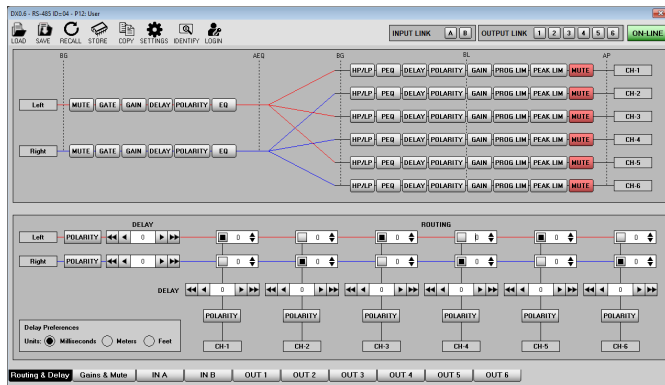 DX0.6 - RS-485 ID=04 - P12: User
LOAD SAVE RECALL STORE COPY SETTINGS IDENTIFY LOGIN INPUT LINK A B OUTPUT LINK 1 2 3 4 5 6 ON-LINE
BG AEQ BG BL AP
HP/LP PEQ DELAY POLARITY GAIN PROG LIM PEAK LIM MUTE CH-1
HP/LP PEQ DELAY POLARITY GAIN PROG LIM PEAK LIM MUTE CH-2
Left MUTE GATE GAIN DELAY POLARITY EQ HP/LP PEQ DELAY POLARITY GAIN PROG LIM PEAK LIM MUTE CH-3
HP/LP PEQ DELAY POLARITY GAIN PROG LIM PEAK LIM MUTE CH-4
Right MUTE GATE GAIN DELAY POLARITY EQ HP/LP PEQ DELAY POLARITY GAIN PROG LIM PEAK LIM MUTE CH-5
HP/LP PEQ DELAY POLARITY GAIN PROG LIM PEAK LIM MUTE CH-6
DELAY ROUTING
Left POLARITY 0 0 0 0 0 0 0
Right POLARITY 0 0 0 0 0 0 0
DELAY 0 0 0 0 0 0
POLARITY POLARITY POLARITY POLARITY POLARITY POLARITY
Delay Preferences
Units: Milliseconds Meters Feet
CH-1 CH-2 CH-3 CH-4 CH-5 CH-6
Routing & Delay Gains & Mute IN A IN B OUT 1 OUT 2 OUT 3 OUT 4 OUT 5 OUT 6